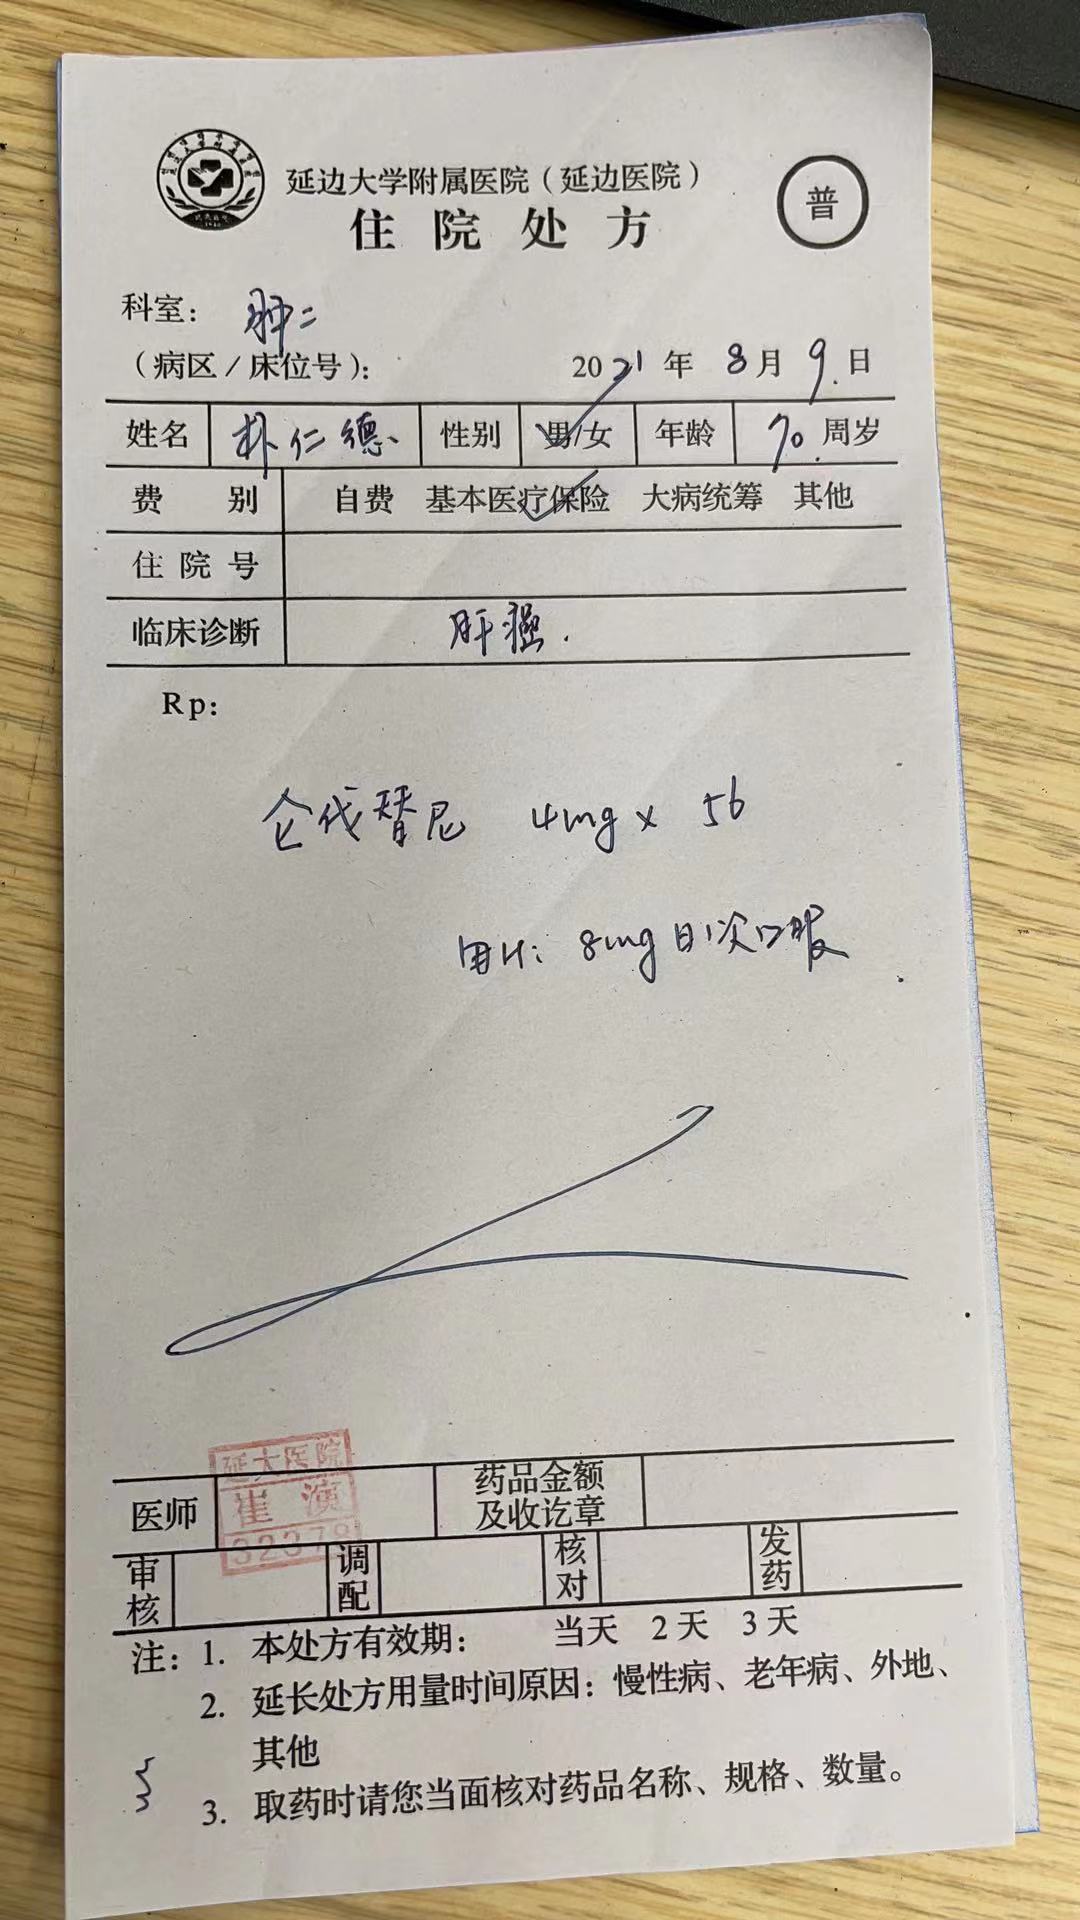 延边大学附属医院（延边医院）
普
住院处方
科室： 肿二
（病区/床位号）： 2021年 8月 9日
姓名 朴仁德 性别 男/女 年龄 70周岁
费别 自费 基本医疗保险 大病统筹 其他
住院号
临床诊断 肝癌.
Rp:
仑伐替尼 4mg x 56
用法: 8mg 日1次口服
延大医院
医师 崔演 药品金额及收讫章
32378
审核 调配 核对 发药
注：1. 本处方有效期： 当天 2天 3天
2. 延长处方用量时间原因：慢性病、老年病、外地、
其他
3. 取药时请您当面核对药品名称、规格、数量。